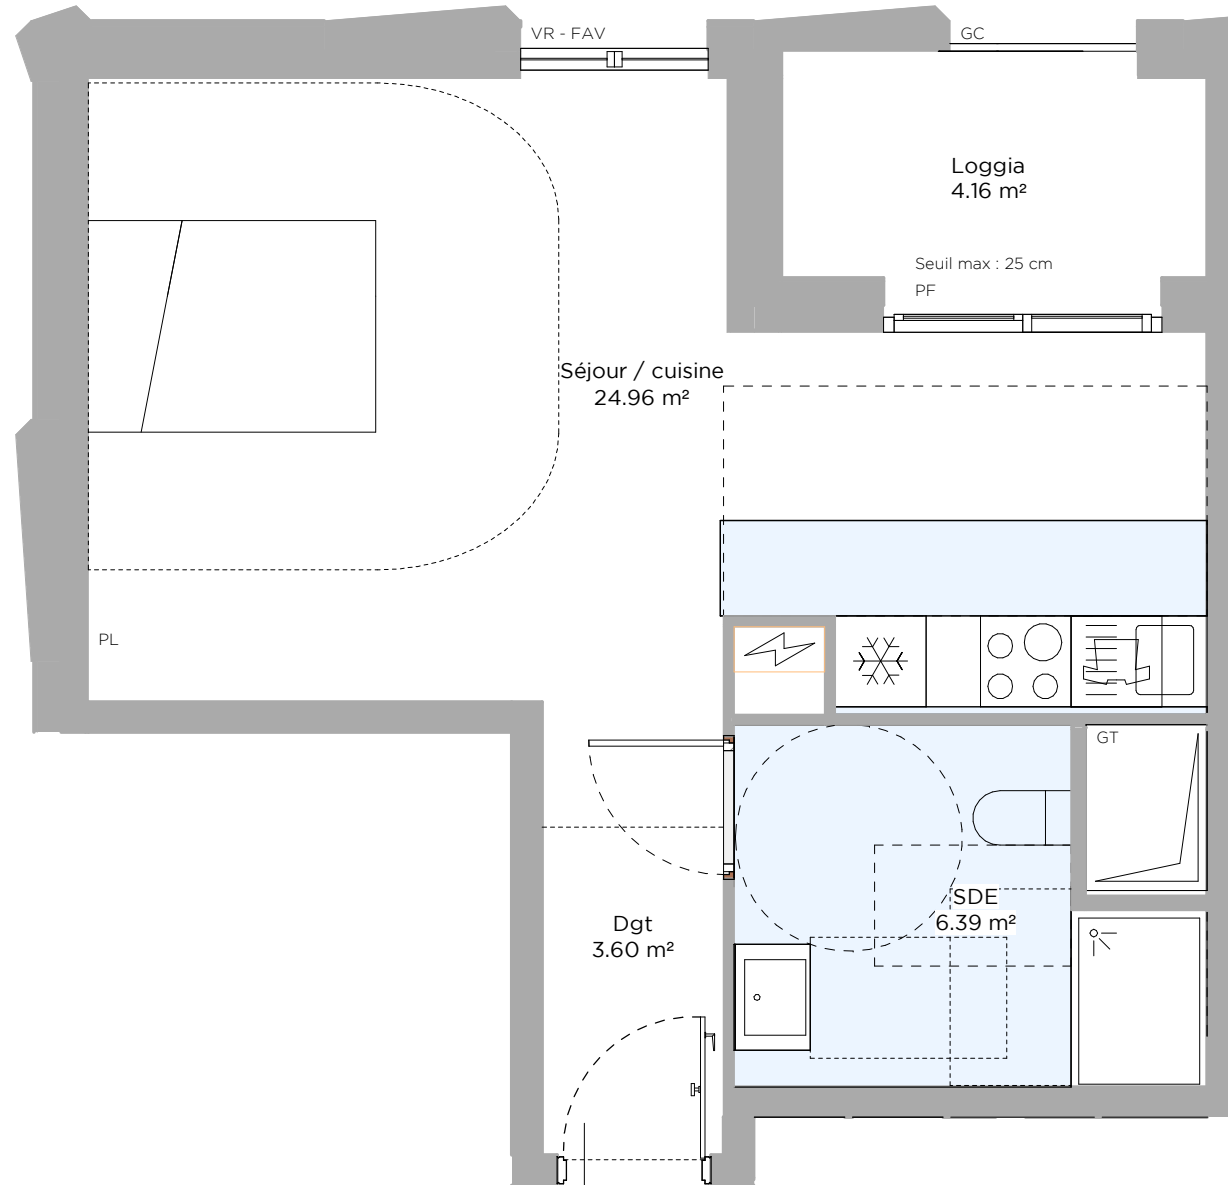 VR - FAV
GC
Loggia
4.16 m²
Seuil max : 25 cm
PF
Séjour / cuisine
24.96 m²
PL
GT
SDE
6.39 m²
Dgt
3.60 m²